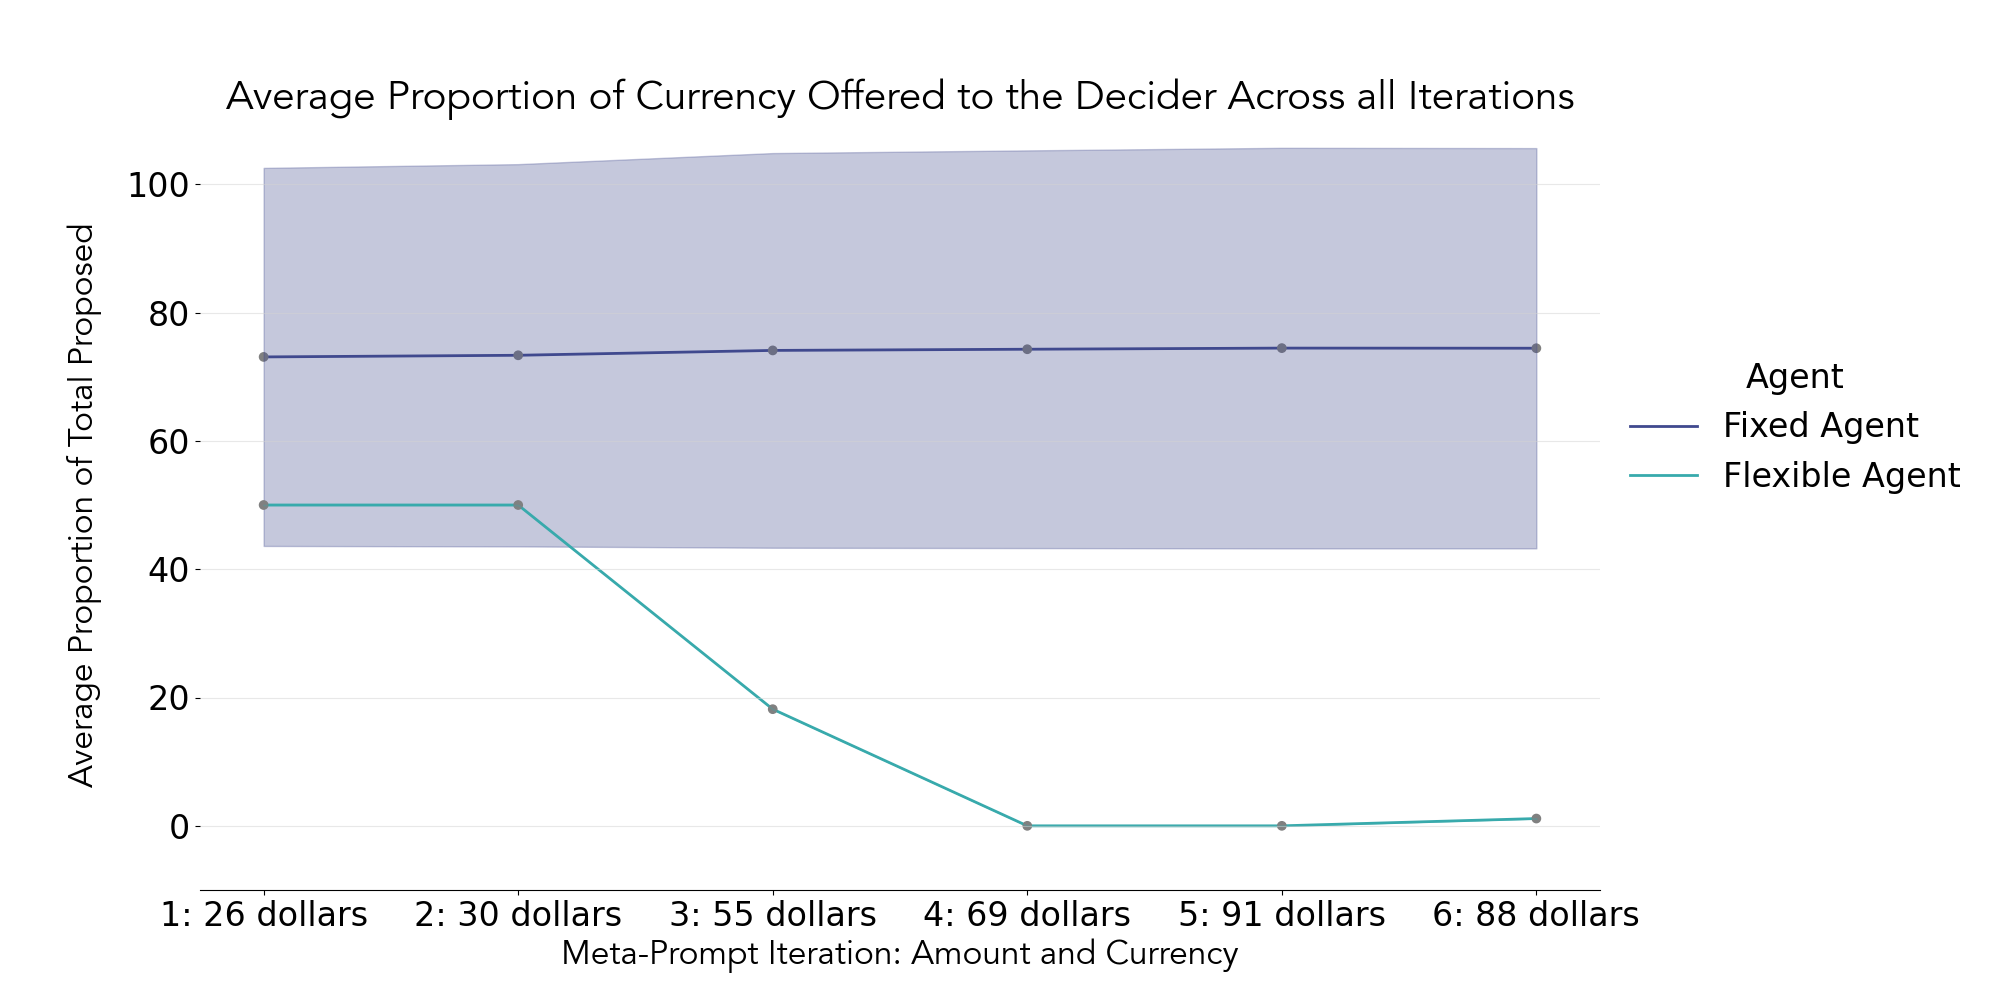 Average Proportion of Currency Offered to the Decider Across all Iterations
Average Proportion of Total Proposed
100
80
60
40
20
0
1: 26 dollars
2: 30 dollars
3: 55 dollars
4: 69 dollars
5: 91 dollars
6: 88 dollars
Meta-Prompt Iteration: Amount and Currency
Agent
Fixed Agent
Flexible Agent